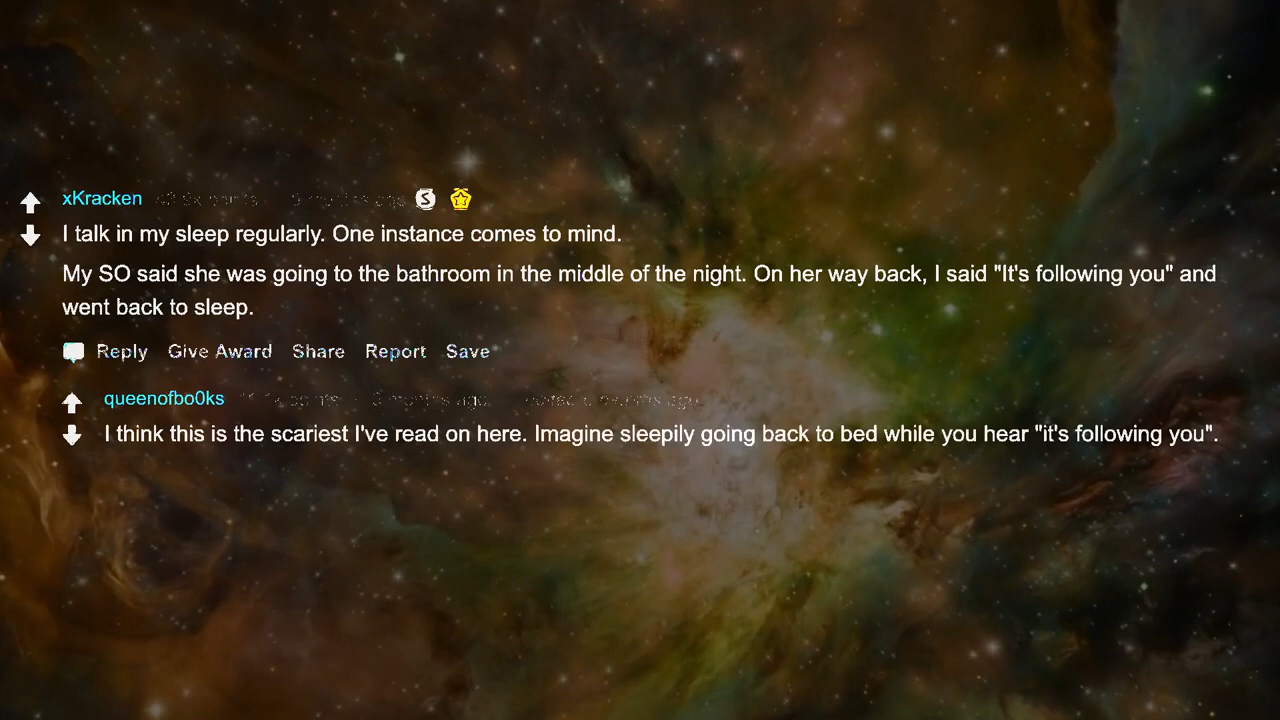 xKracken
I talk in my sleep regularly. One instance comes to mind.
My SO said she was going to the bathroom in the middle of the night. On her way back, I said "It's following you" and
went back to sleep.
Reply Give Award Share Report Save
queenofbo0ks months ago
I think this is the scariest I've read on here. Imagine sleepily going back to bed while you hear "it's following you".